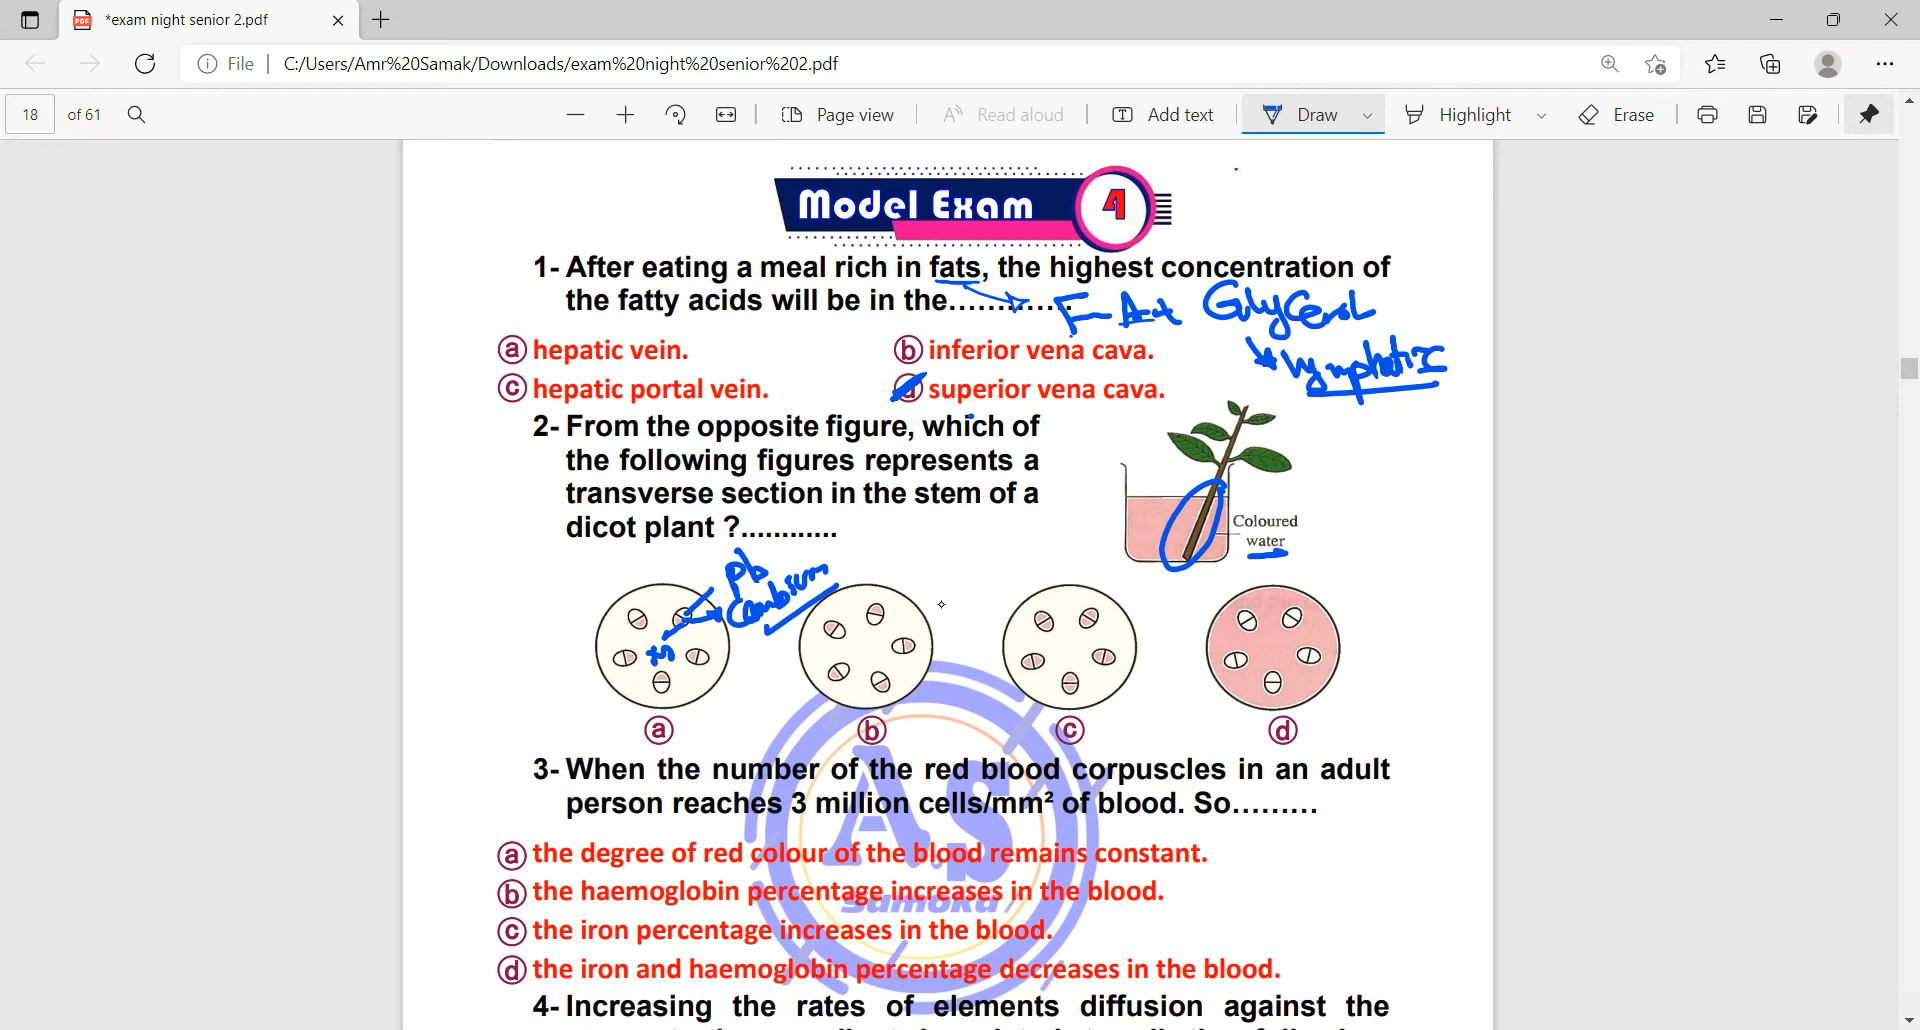 *exam night senior 2.pdf
File
C:/Users/Amr%20Samak/Downloads/exam%20night%20senior%202.pdf
18 of 61
Page view
Read aloud
Add text
Draw
Highlight
Erase
Model Exam 4
1- After eating a meal rich in fats, the highest concentration of
the fatty acids will be in the.............
F. A + Glycerol
lymphatic
a hepatic vein.
b inferior vena cava.
c hepatic portal vein.
d superior vena cava.
2- From the opposite figure, which of
the following figures represents a
transverse section in the stem of a
dicot plant ?............
Coloured
water
ph
Cambium
a
b
c
d
3- When the number of the red blood corpuscles in an adult
person reaches 3 million cells/mm² of blood. So.........
a the degree of red colour of the blood remains constant.
b the haemoglobin percentage increases in the blood.
c the iron percentage increases in the blood.
d the iron and haemoglobin percentage decreases in the blood.
A.S
Samoka
4- Increasing the rates of elements diffusion against the